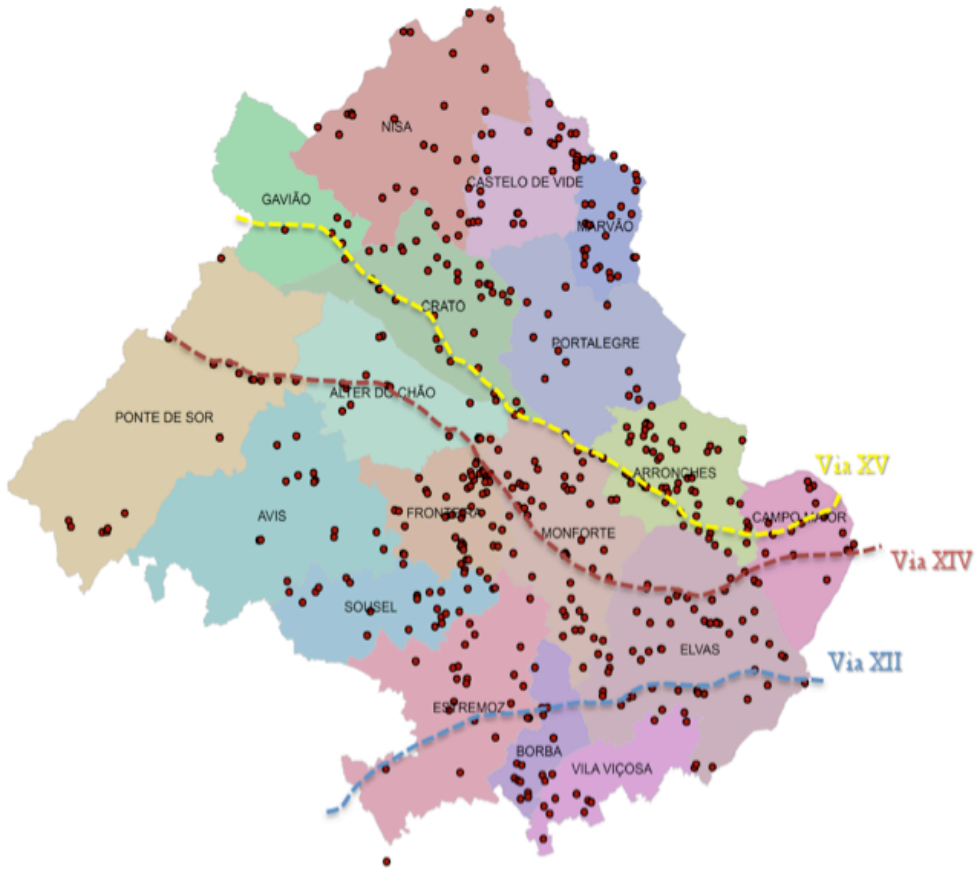 NISA
CASTELO DE VIDE
GAVIÃO
MARVÃO
CRATO
PORTALEGRE
ALTER DO CHÃO
PONTE DE SOR
Via XV
ARRONCHES
AVIS
FRONTEIRA
CAMPO MAIOR
MONFORTE
Via XIV
SOUSEL
ELVAS
Via XII
ESTREMOZ
BORBA
VILA VIÇOSA